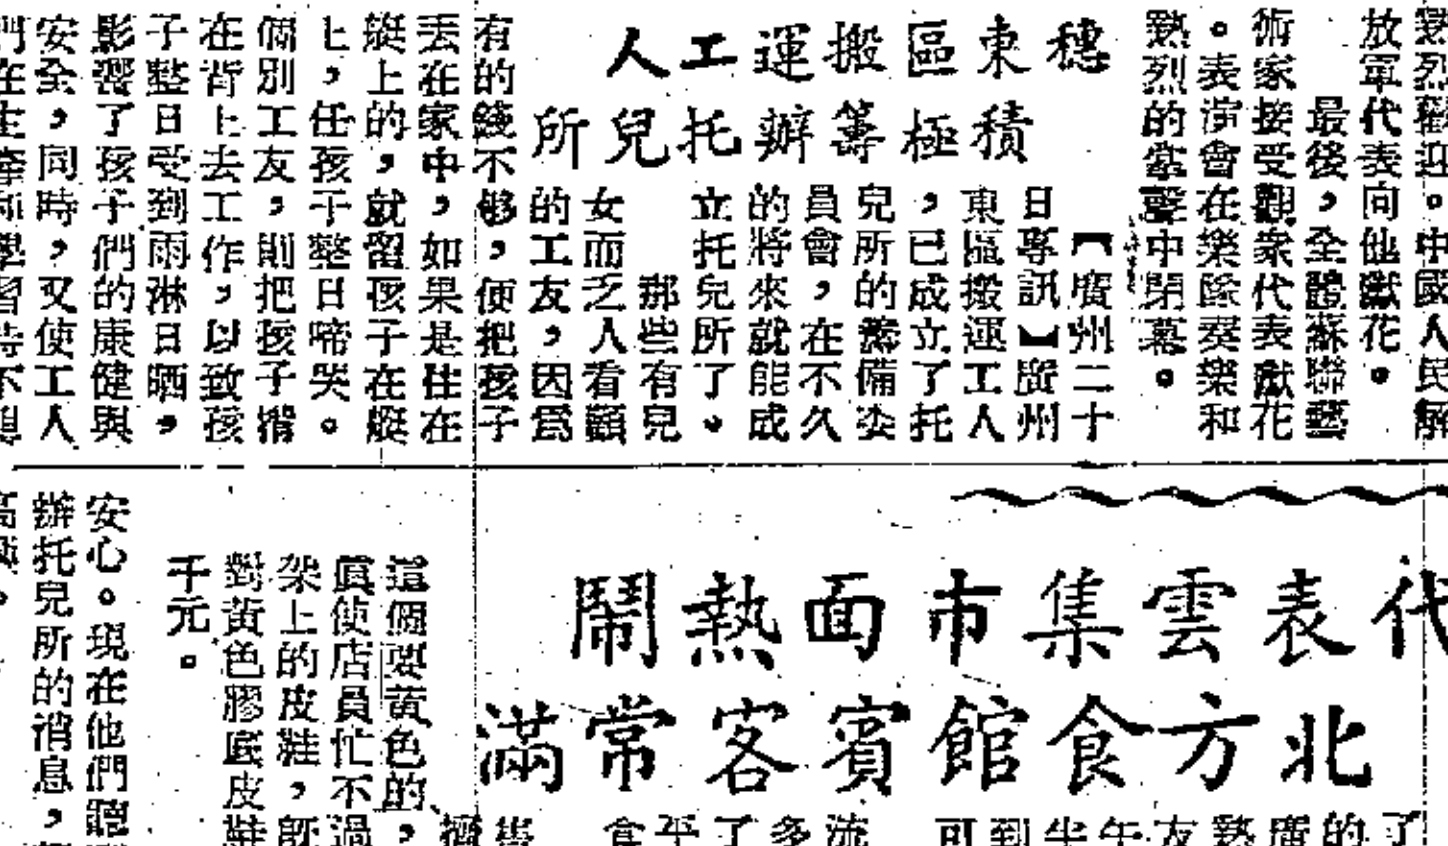 熱烈歡迎。中國人民解
放軍代表向他獻花。
最後,全體蘇聯藝
術家接受觀衆代表獻花
。表演會在樂隊奏樂和
熱烈的掌聲中閉幕。
穗東區搬運工人
積極籌辦托兒所
【廣州二十
日專訊】廣州
東區搬運工人
,已成立了托
兒所的籌備委
員會,在不久
的將來就能成
立托兒所了。
那些有兒
女而乏人看顧
的工友,因爲
有的錢不够,便把孩子
丟在家中,如果是住在
艇上的,就留孩子在艇
上,任孩子整日啼哭。
個別工友,則把孩子揹
在背上去工作,以致孩
子整日受到雨淋日晒,
影響了孩子們的康健與
安全,同時,又使工人
們在生產和學習時不
代表雲集市面熱鬧
北方食館賓客常滿
這個要黃色的,
眞使店員忙不過
架上的皮鞋,旣
對黃色膠底皮鞋
千元。
安心。現在他們聽
辦托兒所的消息,